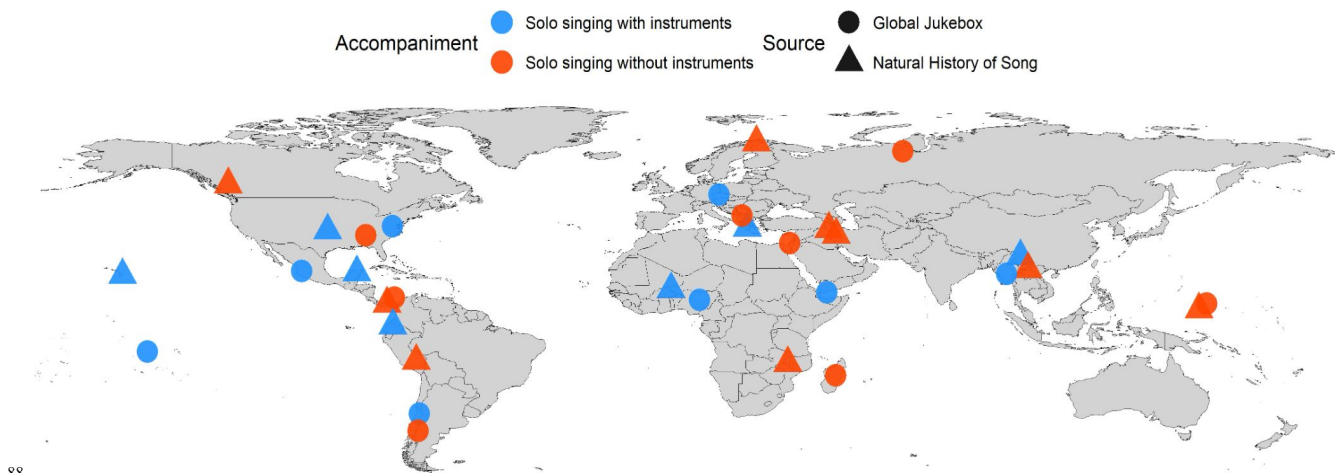 Solo singing with instruments
Global Jukebox
Accompaniment
Source
Solo singing without instruments
Natural History of Song